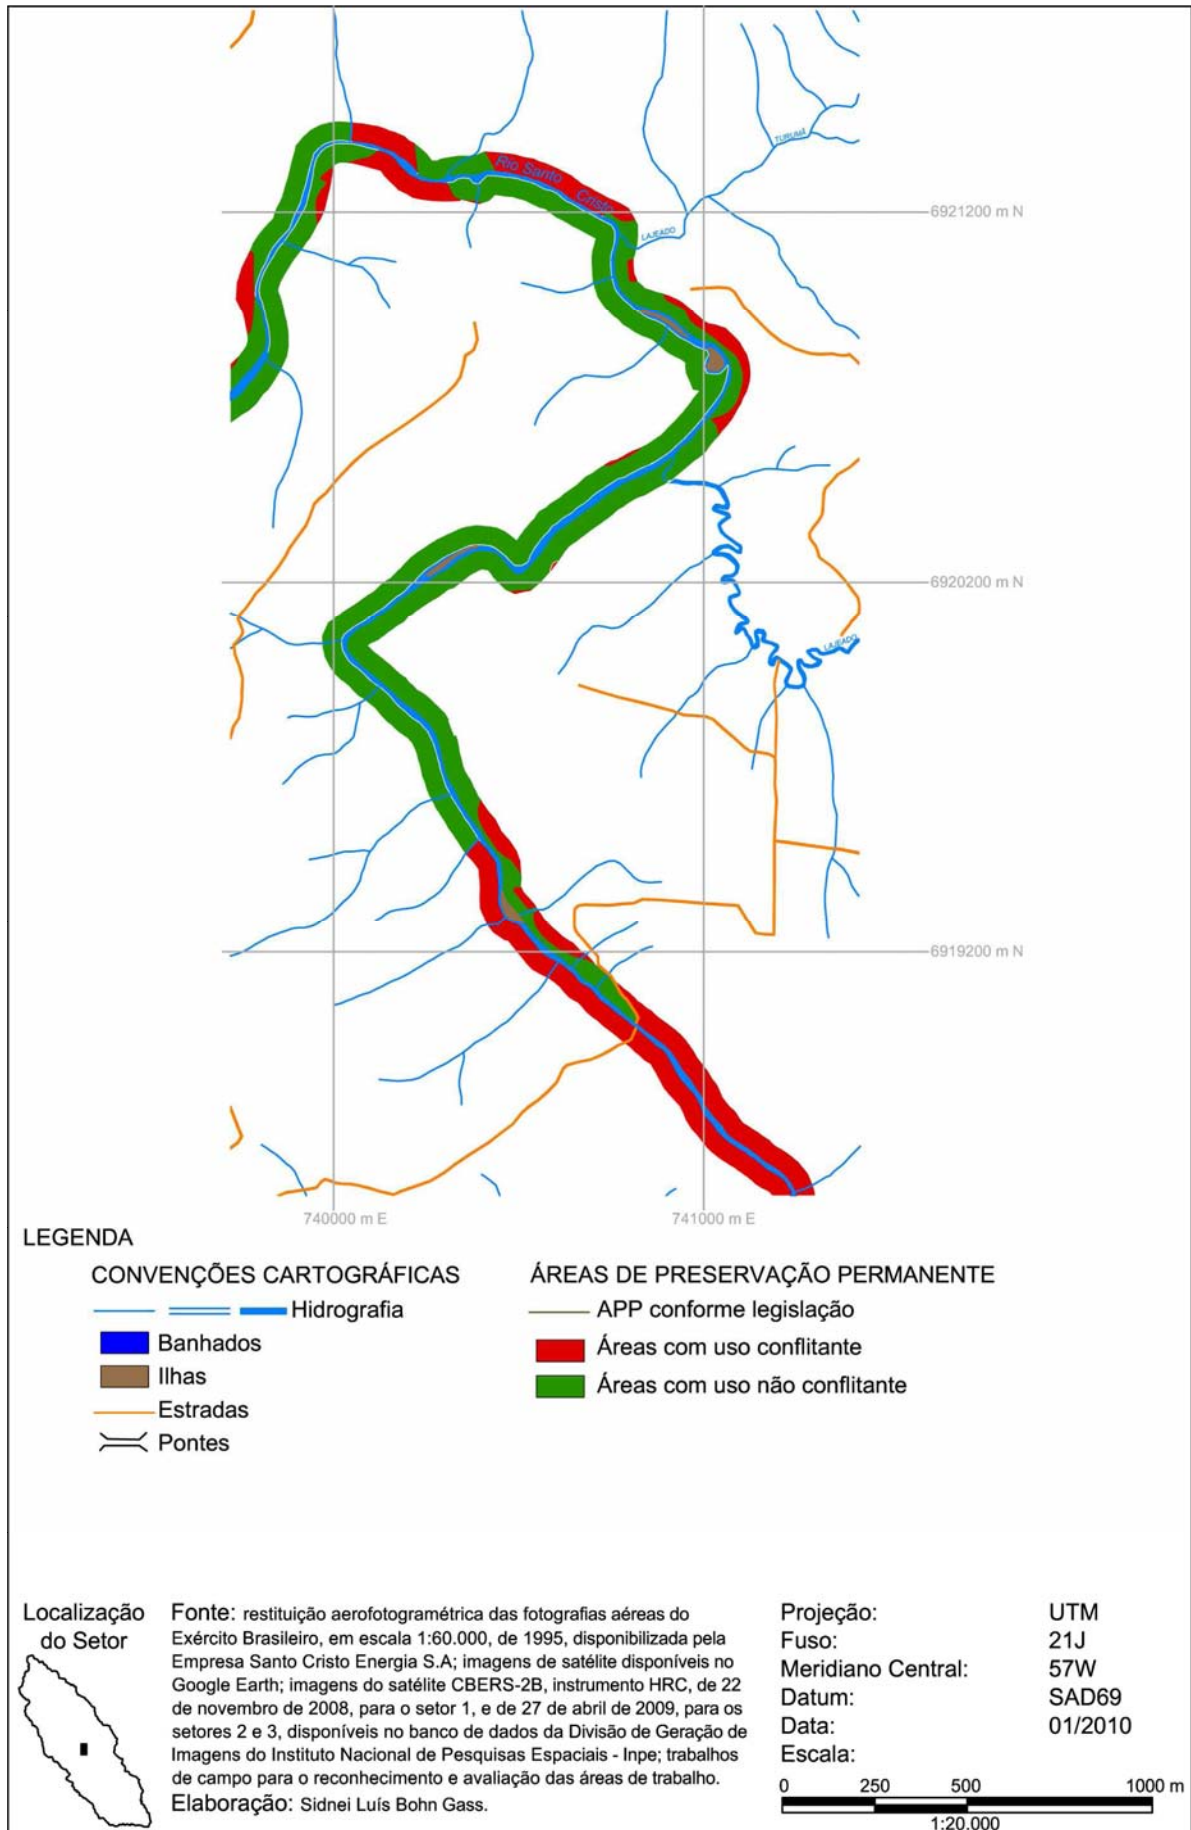 TURUMÃ
Rio Santo Cristo
6921200 m N
LAJEADO
6920200 m N
LAJEADO
6919200 m N
740000 m E
741000 m E
LEGENDA
CONVENÇÕES CARTOGRÁFICAS
Hidrografia
Banhados
Ilhas
Estradas
Pontes
ÁREAS DE PRESERVAÇÃO PERMANENTE
APP conforme legislação
Áreas com uso conflitante
Áreas com uso não conflitante
Localização
do Setor
Fonte: restituição aerofotogramétrica das fotografias aéreas do
Exército Brasileiro, em escala 1:60.000, de 1995, disponibilizada pela
Empresa Santo Cristo Energia S.A; imagens de satélite disponíveis no
Google Earth; imagens do satélite CBERS-2B, instrumento HRC, de 22
de novembro de 2008, para o setor 1, e de 27 de abril de 2009, para os
setores 2 e 3, disponíveis no banco de dados da Divisão de Geração de
Imagens do Instituto Nacional de Pesquisas Espaciais - Inpe; trabalhos
de campo para o reconhecimento e avaliação das áreas de trabalho.
Elaboração: Sidnei Luís Bohn Gass.
Projeção: UTM
Fuso: 21J
Meridiano Central: 57W
Datum: SAD69
Data: 01/2010
Escala:
0 250 500 1000 m
1:20.000